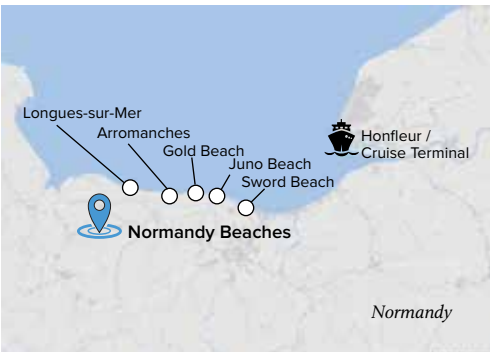 Longues-sur-Mer
Arromanches
Gold Beach
Juno Beach
Sword Beach
Honfleur /
Cruise Terminal
Normandy Beaches
Normandy